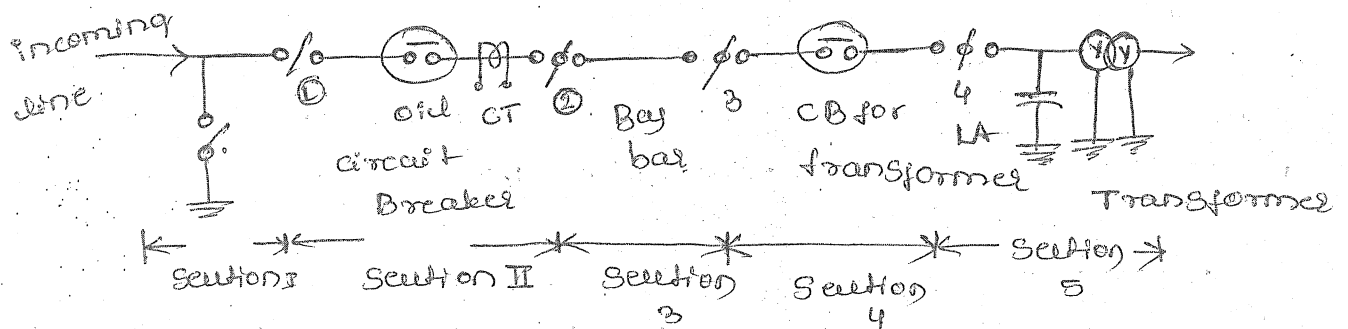 incoming
line.
①
oil CT
circuit
Breaker
②
Bay
bar
3
CB for
transformer
4
LA
Y Y
Transformer
Section I
Section II
Section
3
Section
4
Section
5